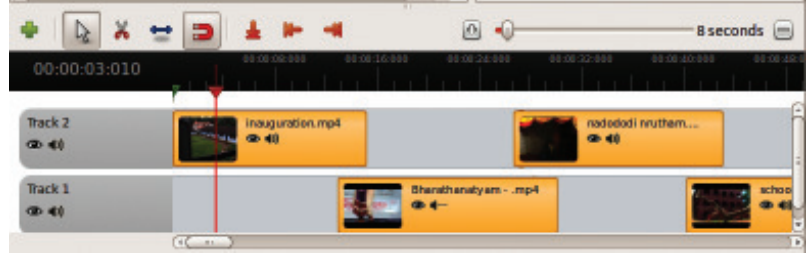 8 seconds
00:00:03:010
00:00:08:000 00:00:16:000 00:00:24:000 00:00:32:000 00:00:40:000
Track 2
inauguration.mp4
nadododi nrutham...
Track 1
Bharathanatyam - .mp4
schoo